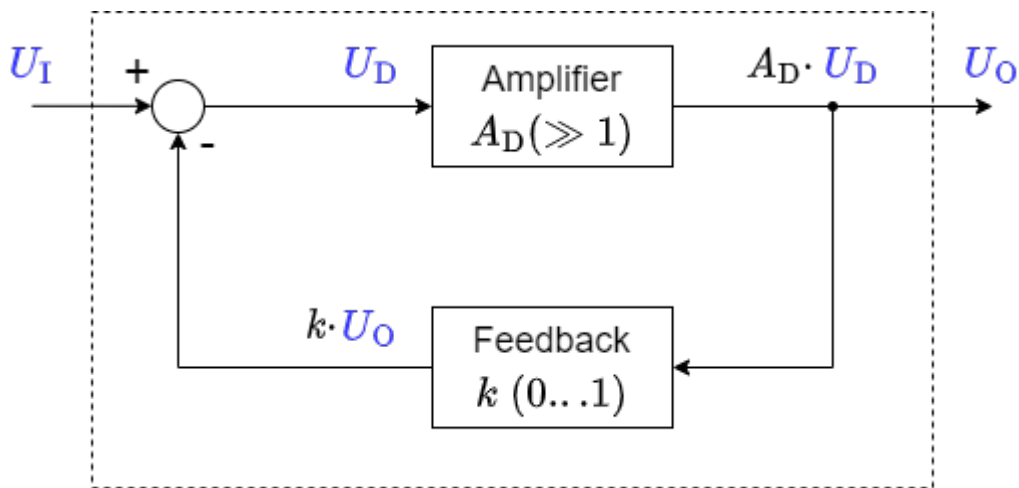 U_I
+
-
U_D
Amplifier
A_D(≫ 1)
A_D· U_D
U_O
k·U_O
Feedback
k (0...1)